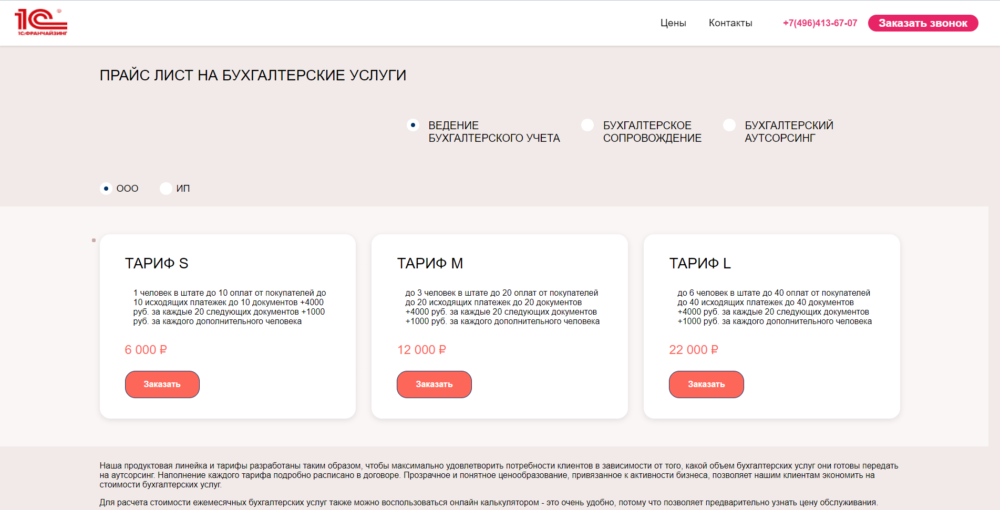 1С®
1С:ФРАНЧАЙЗИНГ
Цены
Контакты
+7(496)413-67-07
Заказать звонок
ПРАЙС ЛИСТ НА БУХГАЛТЕРСКИЕ УСЛУГИ
ВЕДЕНИЕ
БУХГАЛТЕРСКОГО УЧЕТА
БУХГАЛТЕРСКОЕ
СОПРОВОЖДЕНИЕ
БУХГАЛТЕРСКИЙ
АУТСОРСИНГ
ООО
ИП
ТАРИФ S
1 человек в штате до 10 оплат от покупателей до
10 исходящих платежек до 10 документов +4000
руб. за каждые 20 следующих документов +1000
руб. за каждого дополнительного человека
6 000 ₽
Заказать
ТАРИФ M
до 3 человек в штате до 20 оплат от покупателей
до 20 исходящих платежек до 20 документов
+4000 руб. за каждые 20 следующих документов
+1000 руб. за каждого дополнительного человека
12 000 ₽
Заказать
ТАРИФ L
до 6 человек в штате до 40 оплат от покупателей
до 40 исходящих платежек до 40 документов
+4000 руб. за каждые 20 следующих документов
+1000 руб. за каждого дополнительного человека
22 000 ₽
Заказать
Наша продуктовая линейка и тарифы разработаны таким образом, чтобы максимально удовлетворить потребности клиентов в зависимости от того, какой объем бухгалтерских услуг они готовы передать
на аутсорсинг. Наполнение каждого тарифа подробно расписано в договоре. Прозрачное и понятное ценообразование, привязанное к активности бизнеса, позволяет нашим клиентам экономить на
стоимости бухгалтерских услуг.
Для расчета стоимости ежемесячных бухгалтерских услуг также можно воспользоваться онлайн калькулятором - это очень удобно, потому что позволяет предварительно узнать цену обслуживания.